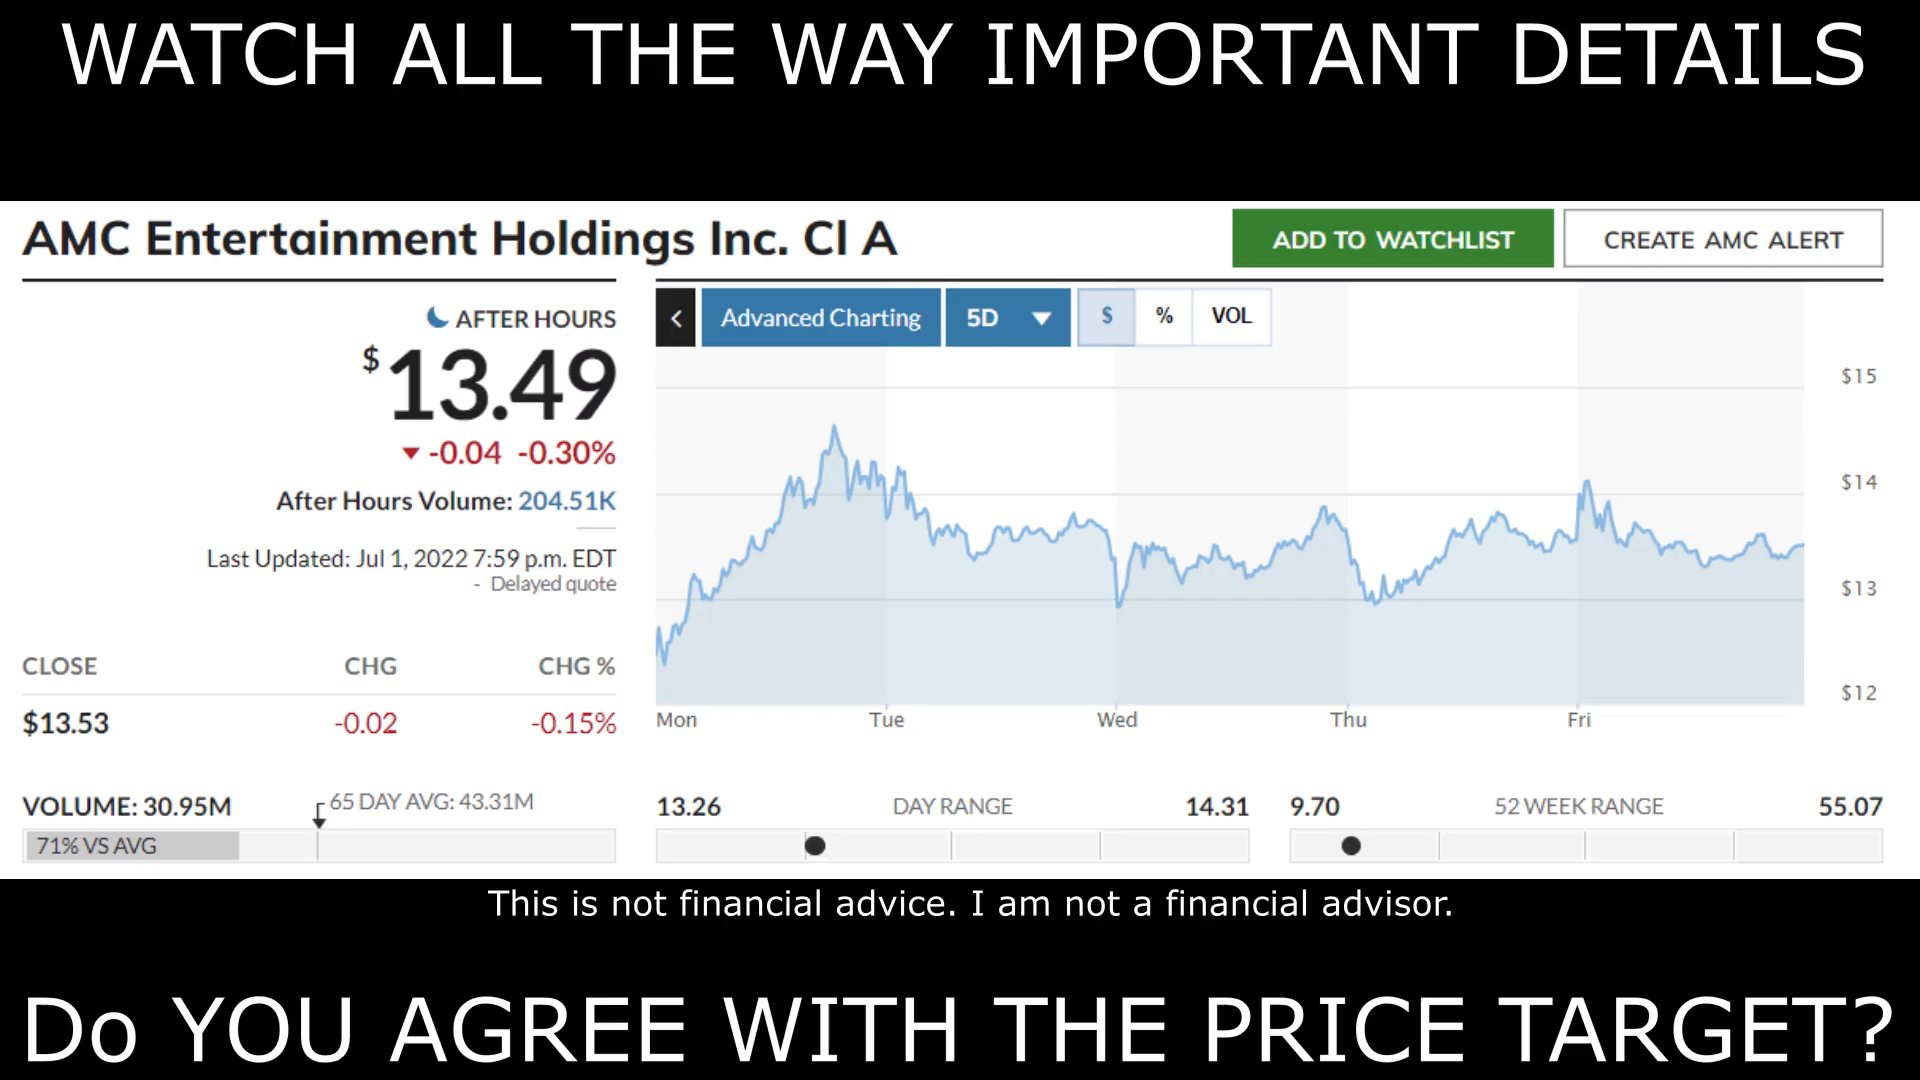 WATCH ALL THE WAY IMPORTANT DETAILS
AMC Entertainment Holdings Inc. Cl A
ADD TO WATCHLIST
CREATE AMC ALERT
AFTER HOURS
$13.49
-0.04 -0.30%
After Hours Volume: 204.51K
Last Updated: Jul 1, 2022 7:59 p.m. EDT
- Delayed quote
CLOSE CHG CHG %
$13.53 -0.02 -0.15%
< Advanced Charting 5D $ % VOL
$15
$14
$13
$12
Mon Tue Wed Thu Fri
VOLUME: 30.95M 65 DAY AVG: 43.31M
71% VS AVG
13.26 DAY RANGE 14.31
9.70 52 WEEK RANGE 55.07
This is not financial advice. I am not a financial advisor.
Do YOU AGREE WITH THE PRICE TARGET?